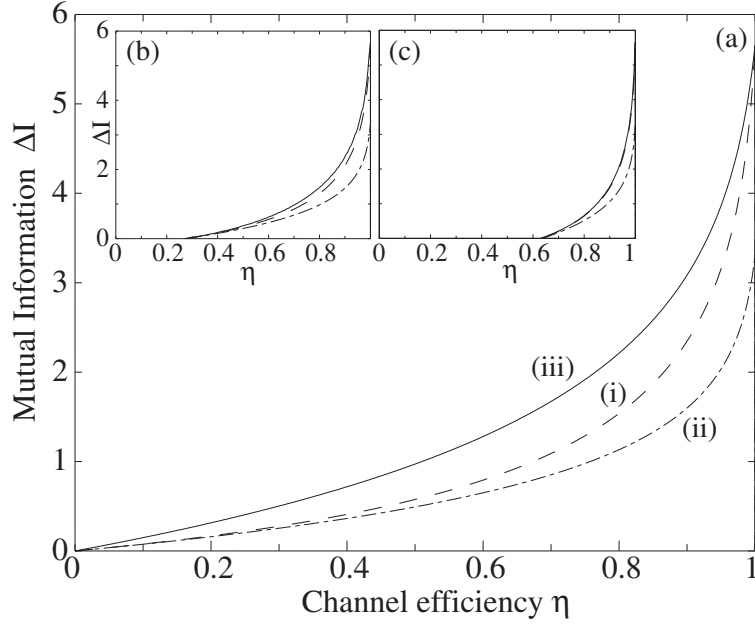 6
5
4
3
2
1
0
Mutual Information ΔI
(a)
(b)
6
4
2
0
ΔI
0 0.2 0.4 0.6 0.8
η
(c)
0 0.2 0.4 0.6 0.8 1
η
(iii)
(i)
(ii)
0 0.2 0.4 0.6 0.8 1
Channel efficiency η